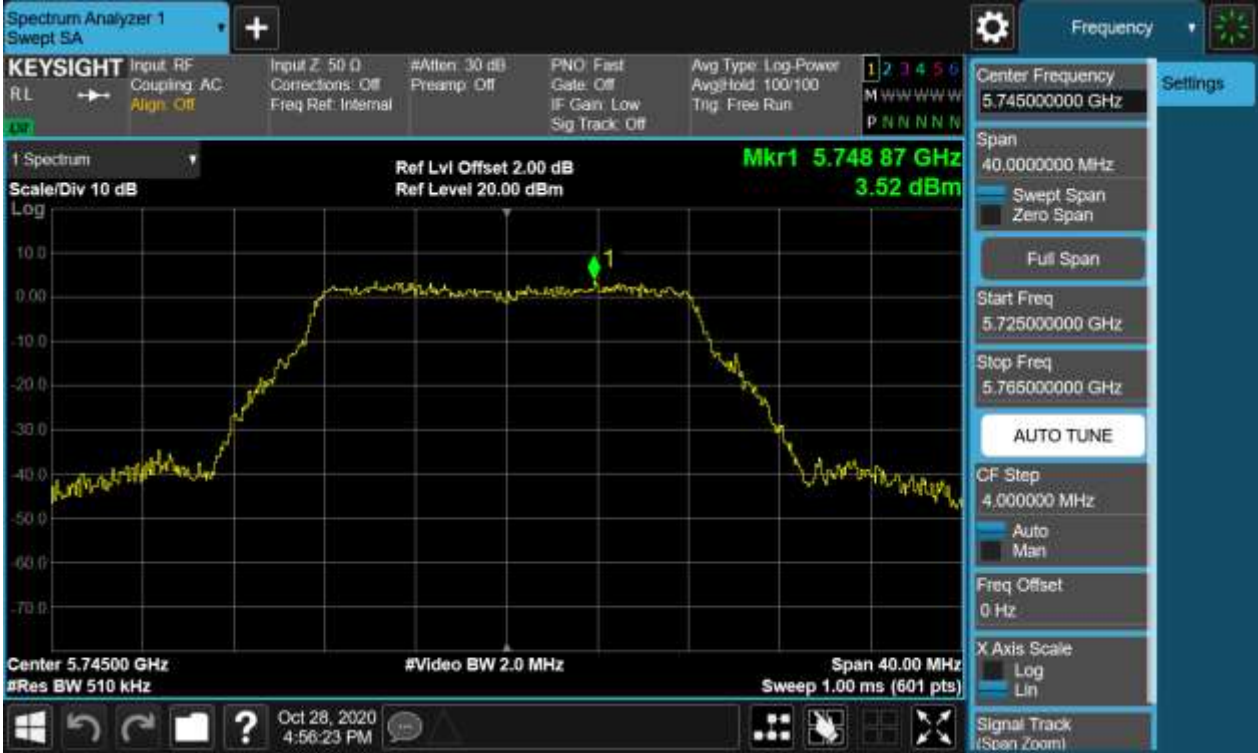 Spectrum Analyzer 1
Swept SA
+
Frequency
KEYSIGHT
RL
Input: RF
Coupling: AC
Align: Off
Input Z: 50 Ω
Corrections: Off
Freq Ref: Internal
#Atten: 30 dB
Preamp: Off
PNO: Fast
Gate: Off
IF Gain: Low
Sig Track: Off
Avg Type: Log-Power
Avg|Hold: 100/100
Trig: Free Run
1 2 3 4 5 6
M W W W W W
P N N N N N
1 Spectrum
Scale/Div 10 dB
Log
Ref Lvl Offset 2.00 dB
Ref Level 20.00 dBm
Mkr1 5.748 87 GHz
3.52 dBm
1
10.0
0.00
-10.0
-20.0
-30.0
-40.0
-50.0
-60.0
-70.0
Center 5.74500 GHz
#Res BW 510 kHz
#Video BW 2.0 MHz
Span 40.00 MHz
Sweep 1.00 ms (601 pts)
Center Frequency
5.745000000 GHz
Settings
Span
40.0000000 MHz
Swept Span
Zero Span
Full Span
Start Freq
5.725000000 GHz
Stop Freq
5.765000000 GHz
AUTO TUNE
CF Step
4.000000 MHz
Auto
Man
Freq Offset
0 Hz
X Axis Scale
Log
Lin
Signal Track
(Span Zoom)
?
Oct 28, 2020
4:56:23 PM